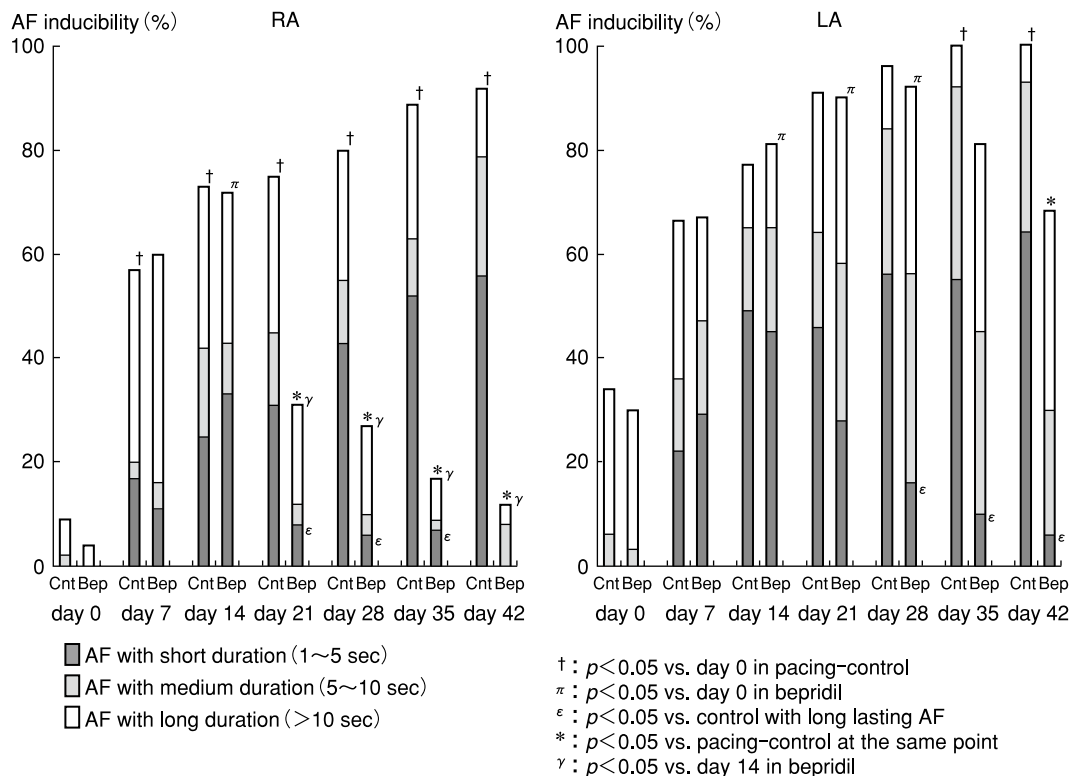 AF inducibility (%) RA
100
80
60
40
20
0
† † π † * γ † * γ † * γ † * γ
ε ε ε
Cnt Bep Cnt Bep Cnt Bep Cnt Bep Cnt Bep Cnt Bep Cnt Bep
day 0 day 7 day 14 day 21 day 28 day 35 day 42
AF with short duration (1~5 sec)
AF with medium duration (5~10 sec)
AF with long duration (>10 sec)
AF inducibility (%) LA
100
80
60
40
20
0
π π π † † *
ε ε ε
Cnt Bep Cnt Bep Cnt Bep Cnt Bep Cnt Bep Cnt Bep Cnt Bep
day 0 day 7 day 14 day 21 day 28 day 35 day 42
† : p<0.05 vs. day 0 in pacing-control
π : p<0.05 vs. day 0 in bepridil
ε : p<0.05 vs. control with long lasting AF
* : p<0.05 vs. pacing-control at the same point
γ : p<0.05 vs. day 14 in bepridil